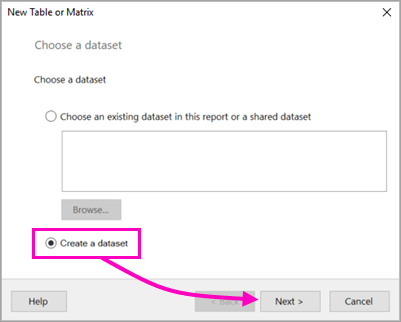 New Table or Matrix
Choose a dataset
Choose a dataset
Choose an existing dataset in this report or a shared dataset
Browse...
Create a dataset
Help
< Back
Next >
Cancel